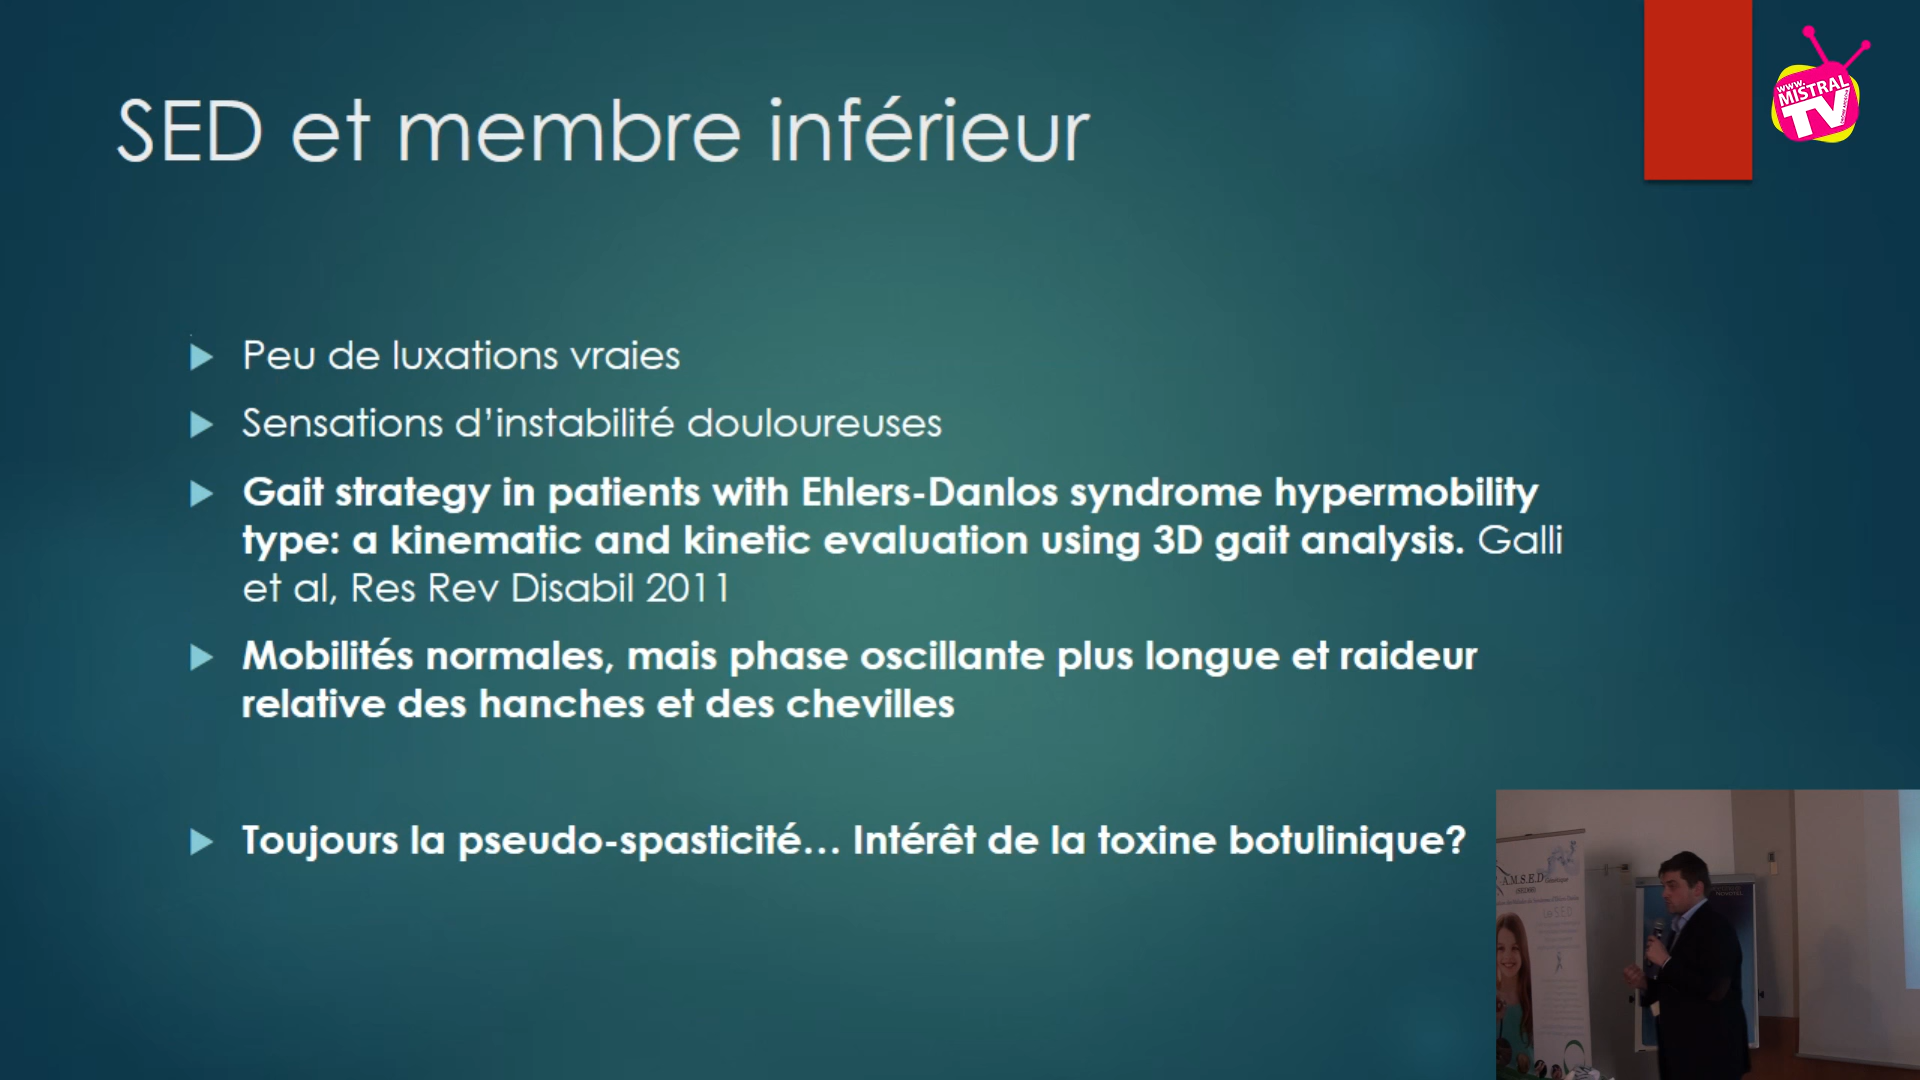 SED et membre inférieur
www.
MISTRAL
TV
Peu de luxations vraies
Sensations d’instabilité douloureuses
Gait strategy in patients with Ehlers-Danlos syndrome hypermobility
type: a kinematic and kinetic evaluation using 3D gait analysis. Galli
et al, Res Rev Disabil 2011
Mobilités normales, mais phase oscillante plus longue et raideur
relative des hanches et des chevilles
Toujours la pseudo-spasticité… Intérêt de la toxine botulinique?
A.M.S.E.D
Le S.E.D